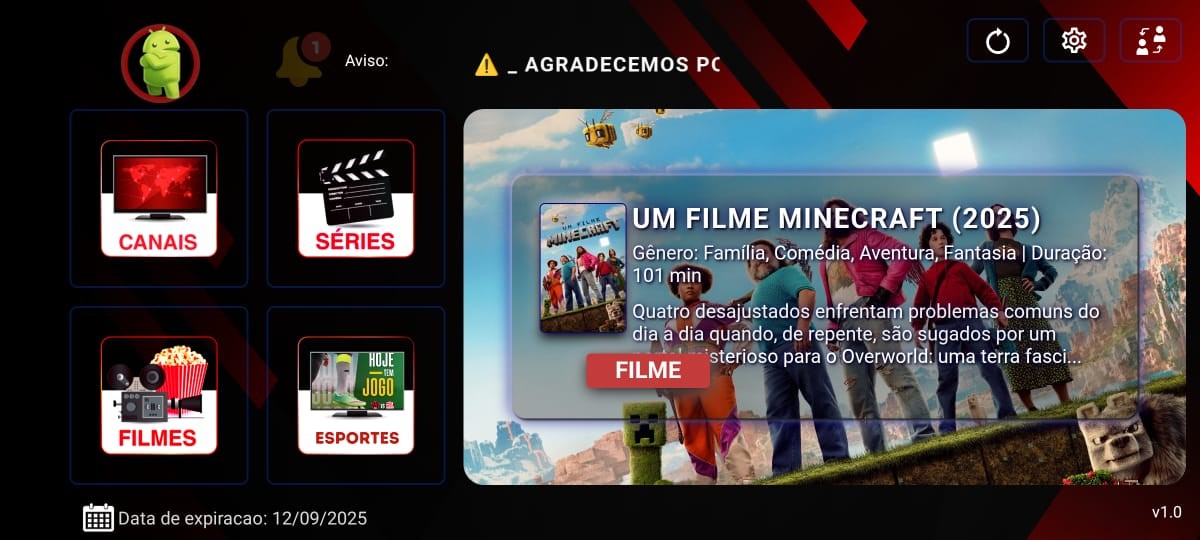 1
Aviso:
⚠️ _ AGRADECEMOS PO
CANAIS
SÉRIES
HOJE
TEM
JOGO
FILMES
ESPORTES
UM FILME
MINECRAFT
UM FILME MINECRAFT (2025)
Gênero: Família, Comédia, Aventura, Fantasia | Duração:
101 min
Quatro desajustados enfrentam problemas comuns do
dia a dia quando, de repente, são sugados por um
misterioso para o Overworld: uma terra fasci...
FILME
Data de expiracao: 12/09/2025
v1.0